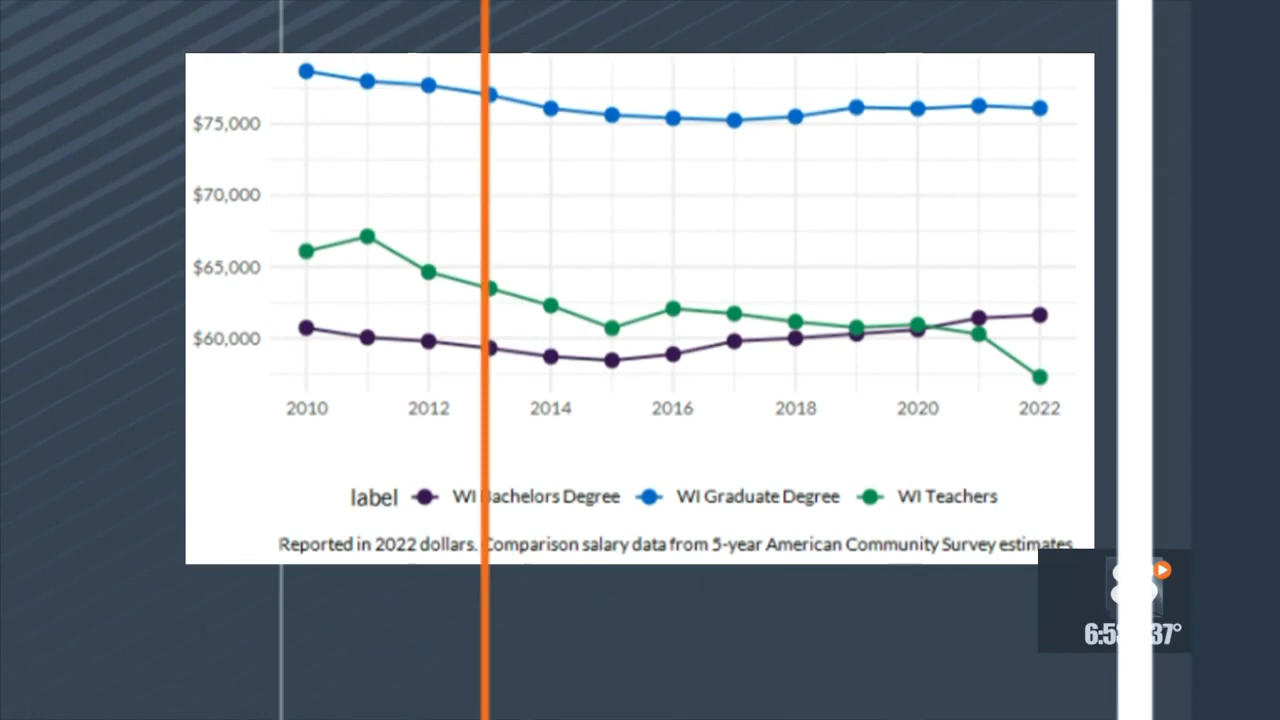 $75,000
$70,000
$65,000
$60,000
2010 2012 2014 2016 2018 2020 2022
label WI Bachelors Degree WI Graduate Degree WI Teachers
Reported in 2022 dollars. Comparison salary data from 5-year American Community Survey estimates
8
37°